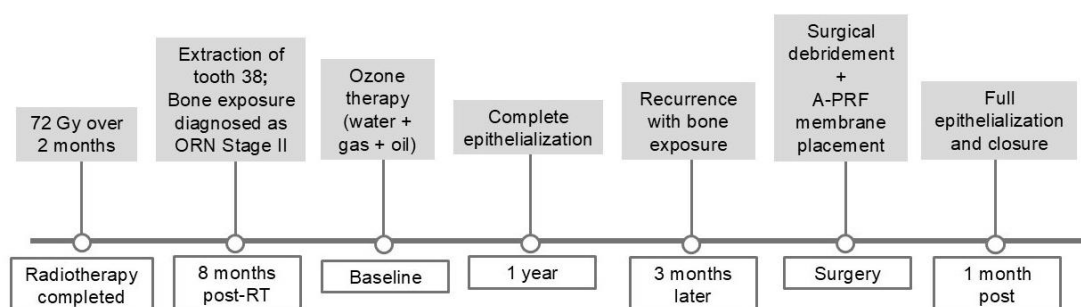 72 Gy over
2 months
Radiotherapy
completed
Extraction of
tooth 38;
Bone exposure
diagnosed as
ORN Stage II
8 months
post-RT
Ozone
therapy
(water +
gas + oil)
Baseline
Complete
epithelialization
1 year
Recurrence
with bone
exposure
3 months
later
Surgical
debridement
+
A-PRF
membrane
placement
Surgery
Full
epithelialization
and closure
1 month
post